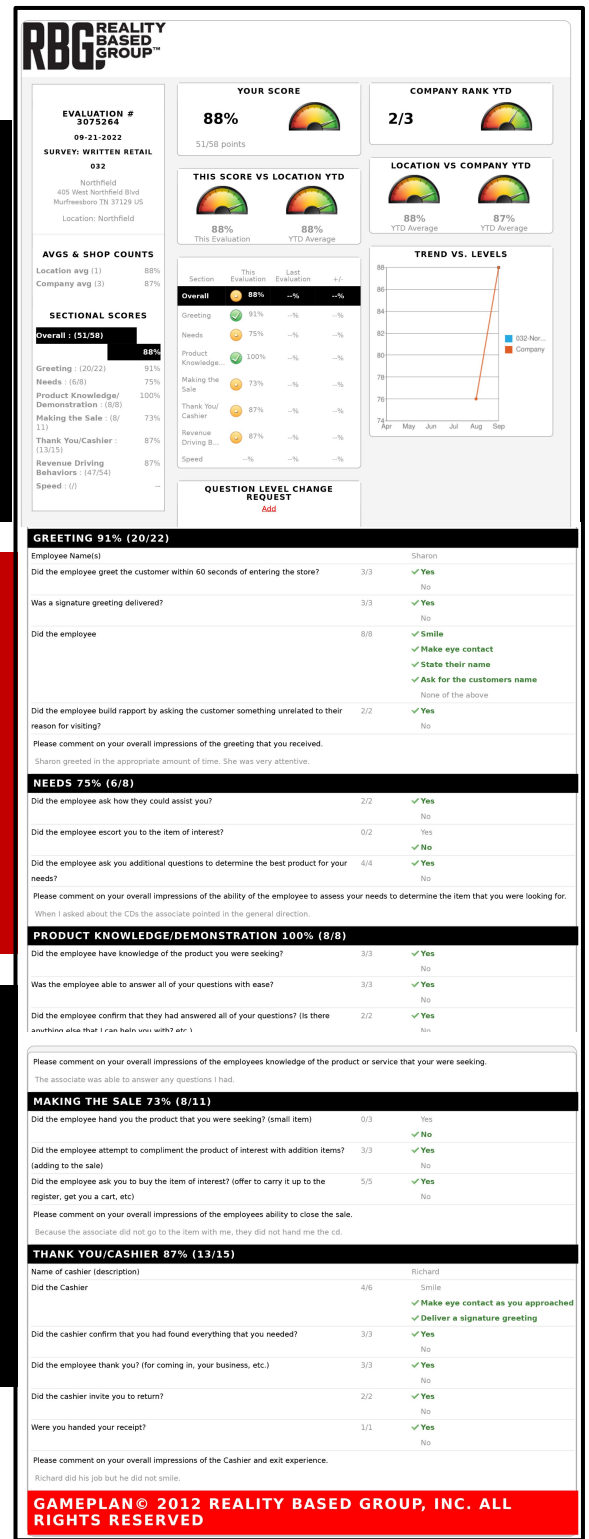 RBG REALITY
BASED
GROUP™
EVALUATION #
3075264
09-21-2022
SURVEY: WRITTEN RETAIL
032
Northfield
405 West Northfield Blvd
Murfreesboro TN 37129 US
Location: Northfield
AVGS & SHOP COUNTS
Location avg (1) 88%
Company avg (3) 87%
SECTIONAL SCORES
Overall : (51/58)
88%
Greeting : (20/22) 91%
Needs : (6/8) 75%
Product Knowledge/ 100%
Demonstration : (8/8)
Making the Sale : (8/ 73%
11)
Thank You/Cashier : 87%
(13/15)
Revenue Driving 87%
Behaviors : (47/54)
Speed : (/) --
YOUR SCORE
88%
51/58 points
THIS SCORE VS LOCATION YTD
88% 88%
This Evaluation YTD Average
Section This Evaluation Last Evaluation +/-
Overall 88% --% --%
Greeting 91% --% --%
Needs 75% --% --%
Product
Knowledge... 100% --% --%
Making the
Sale 73% --% --%
Thank You/
Cashier 87% --% --%
Revenue
Driving B... 87% --% --%
Speed --% --% --%
QUESTION LEVEL CHANGE
REQUEST
Add
COMPANY RANK YTD
2/3
LOCATION VS COMPANY YTD
88% 87%
YTD Average YTD Average
TREND VS. LEVELS
88
86
84
82
80
78
76
74
Apr May Jun Jul Aug Sep
032-Nor...
Company
GREETING 91% (20/22)
Employee Name(s) Sharon
Did the employee greet the customer within 60 seconds of entering the store? 3/3 Yes
No
Was a signature greeting delivered? 3/3 Yes
No
Did the employee 8/8 Smile
Make eye contact
State their name
Ask for the customers name
None of the above
Did the employee build rapport by asking the customer something unrelated to their 2/2 Yes
reason for visiting? No
Please comment on your overall impressions of the greeting that you received.
Sharon greeted in the appropriate amount of time. She was very attentive.
NEEDS 75% (6/8)
Did the employee ask how they could assist you? 2/2 Yes
No
Did the employee escort you to the item of interest? 0/2 Yes
No
Did the employee ask you additional questions to determine the best product for your 4/4 Yes
needs? No
Please comment on your overall impressions of the ability of the employee to assess your needs to determine the item that you were looking for.
When I asked about the CDs the associate pointed in the general direction.
PRODUCT KNOWLEDGE/DEMONSTRATION 100% (8/8)
Did the employee have knowledge of the product you were seeking? 3/3 Yes
No
Was the employee able to answer all of your questions with ease? 3/3 Yes
No
Did the employee confirm that they had answered all of your questions? (Is there 2/2 Yes
anything else that I can help you with? etc.) No
Please comment on your overall impressions of the employees knowledge of the product or service that your were seeking.
The associate was able to answer any questions I had.
MAKING THE SALE 73% (8/11)
Did the employee hand you the product that you were seeking? (small item) 0/3 Yes
No
Did the employee attempt to compliment the product of interest with addition items? 3/3 Yes
(adding to the sale) No
Did the employee ask you to buy the item of interest? (offer to carry it up to the 5/5 Yes
register, get you a cart, etc) No
Please comment on your overall impressions of the employees ability to close the sale.
Because the associate did not go to the item with me, they did not hand me the cd.
THANK YOU/CASHIER 87% (13/15)
Name of cashier (description) Richard
Did the Cashier 4/6 Smile
Make eye contact as you approached
Deliver a signature greeting
Did the cashier confirm that you had found everything that you needed? 3/3 Yes
No
Did the employee thank you? (for coming in, your business, etc.) 3/3 Yes
No
Did the cashier invite you to return? 2/2 Yes
No
Were you handed your receipt? 1/1 Yes
No
Please comment on your overall impressions of the Cashier and exit experience.
Richard did his job but he did not smile.
GAMEPLAN© 2012 REALITY BASED GROUP, INC. ALL
RIGHTS RESERVED